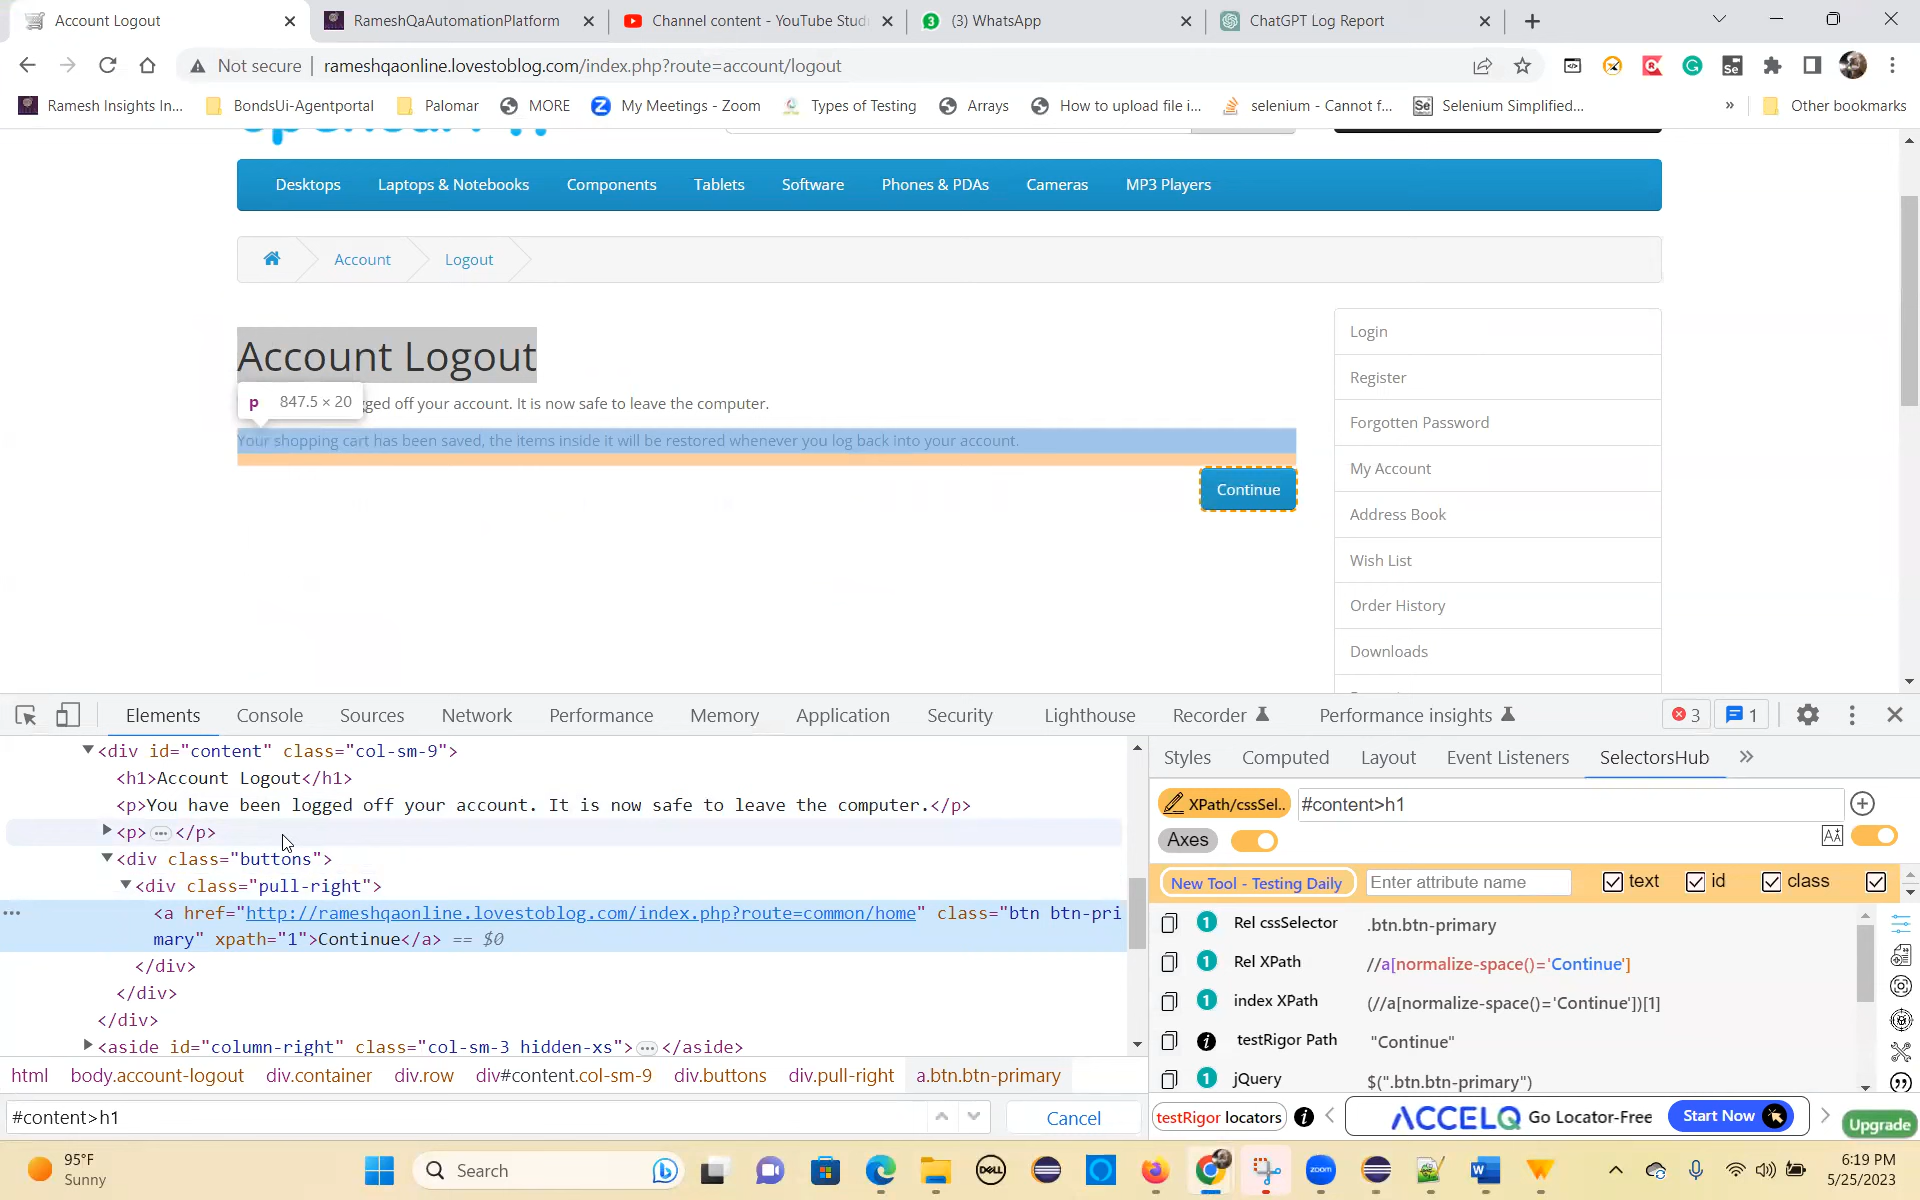 Account Logout
RameshQaAutomationPlatform
Channel content - YouTube Stud
(3) WhatsApp
ChatGPT Log Report
Not secure
rameshqaonline.lovestoblog.com/index.php?route=account/logout
Ramesh Insights In...
BondsUi-Agentportal
Palomar
MORE
My Meetings - Zoom
Types of Testing
Arrays
How to upload file i...
selenium - Cannot f...
Selenium Simplified...
»
Other bookmarks
Desktops
Laptops & Notebooks
Components
Tablets
Software
Phones & PDAs
Cameras
MP3 Players
Account
Logout
Account Logout
p 847.5 × 20
gged off your account. It is now safe to leave the computer.
Your shopping cart has been saved, the items inside it will be restored whenever you log back into your account.
Continue
Login
Register
Forgotten Password
My Account
Address Book
Wish List
Order History
Downloads
Elements
Console
Sources
Network
Performance
Memory
Application
Security
Lighthouse
Recorder
Performance insights
3
1
<div id="content" class="col-sm-9">
<h1>Account Logout</h1>
<p>You have been logged off your account. It is now safe to leave the computer.</p>
<p>…</p>
<div class="buttons">
<div class="pull-right">
<a href="http://rameshqaonline.lovestoblog.com/index.php?route=common/home" class="btn btn-pri
mary" xpath="1">Continue</a> == $0
</div>
</div>
</div>
<aside id="column-right" class="col-sm-3 hidden-xs">…</aside>
html
body.account-logout
div.container
div.row
div#content.col-sm-9
div.buttons
div.pull-right
a.btn.btn-primary
#content>h1
Cancel
Styles
Computed
Layout
Event Listeners
SelectorsHub
»
XPath/cssSel..
#content>h1
Axes
New Tool - Testing Daily
Enter attribute name
text
id
class
1 Rel cssSelector .btn.btn-primary
1 Rel XPath //a[normalize-space()='Continue']
1 index XPath (//a[normalize-space()='Continue'])[1]
testRigor Path "Continue"
1 jQuery $(".btn.btn-primary")
testRigor locators
ACCELQ Go Locator-Free
Start Now
Upgrade
95°F
Sunny
Search
DELL
zoom
6:19 PM
5/25/2023